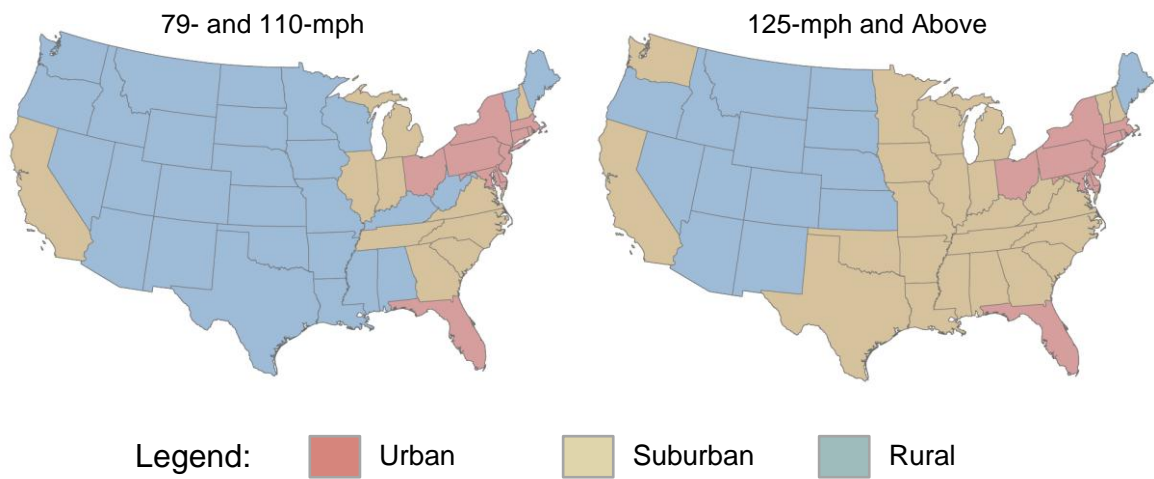 79- and 110-mph
125-mph and Above
Legend:
Urban
Suburban
Rural